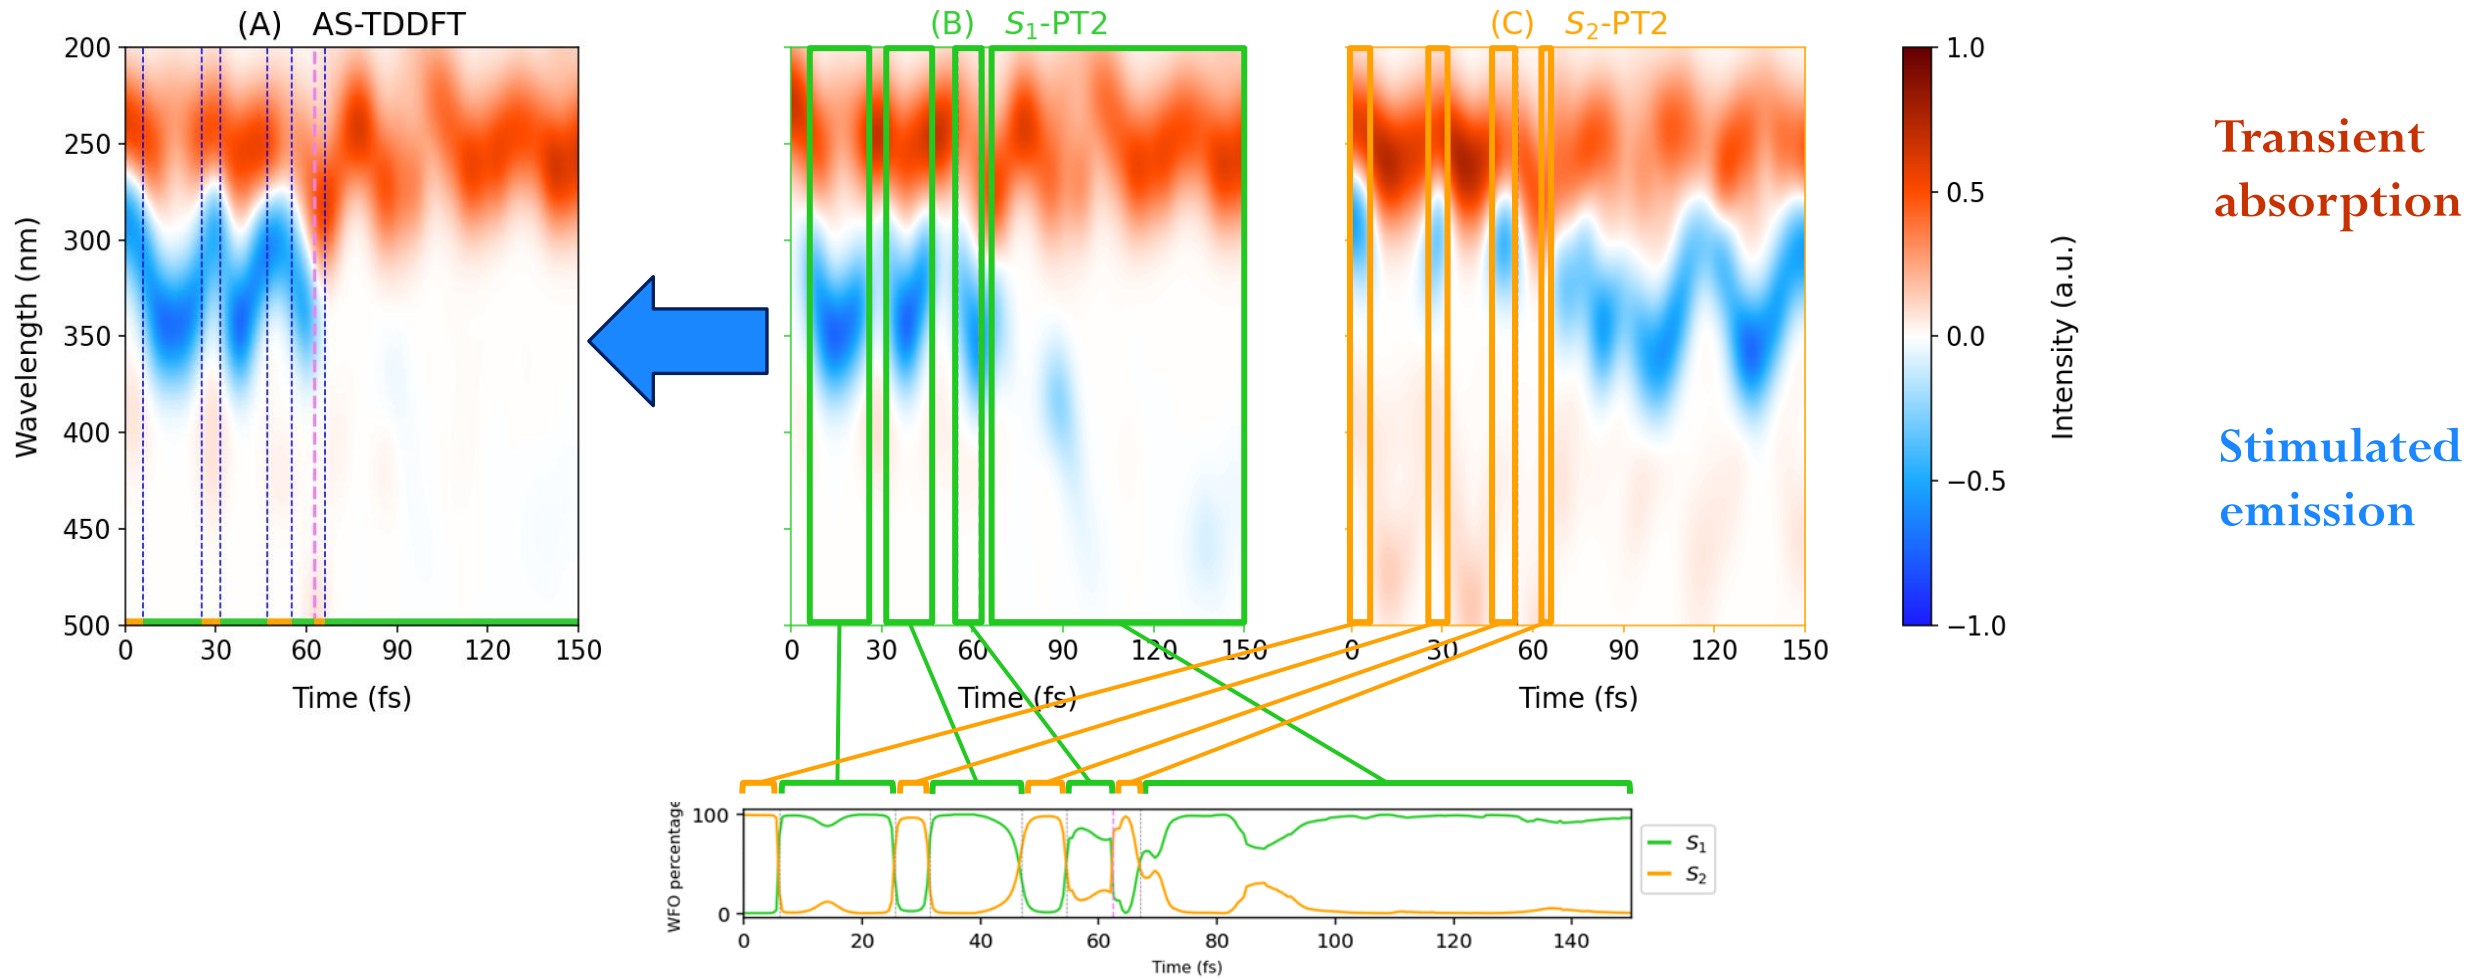 (A) AS-TDDFT
(B) S₁-PT2
(C) S₂-PT2
200
250
300
350
400
450
500
Wavelength (nm)
0 30 60 90 120 150
Time (fs)
0 30 60 90 120 150
Time (fs)
0 30 60 90 120 150
Time (fs)
1.0
0.5
0.0
−0.5
−1.0
Intensity (a.u.)
Transient
absorption
Stimulated
emission
WFO percentage
100
0
0 20 40 60 80 100 120 140
Time (fs)
S₁
S₂